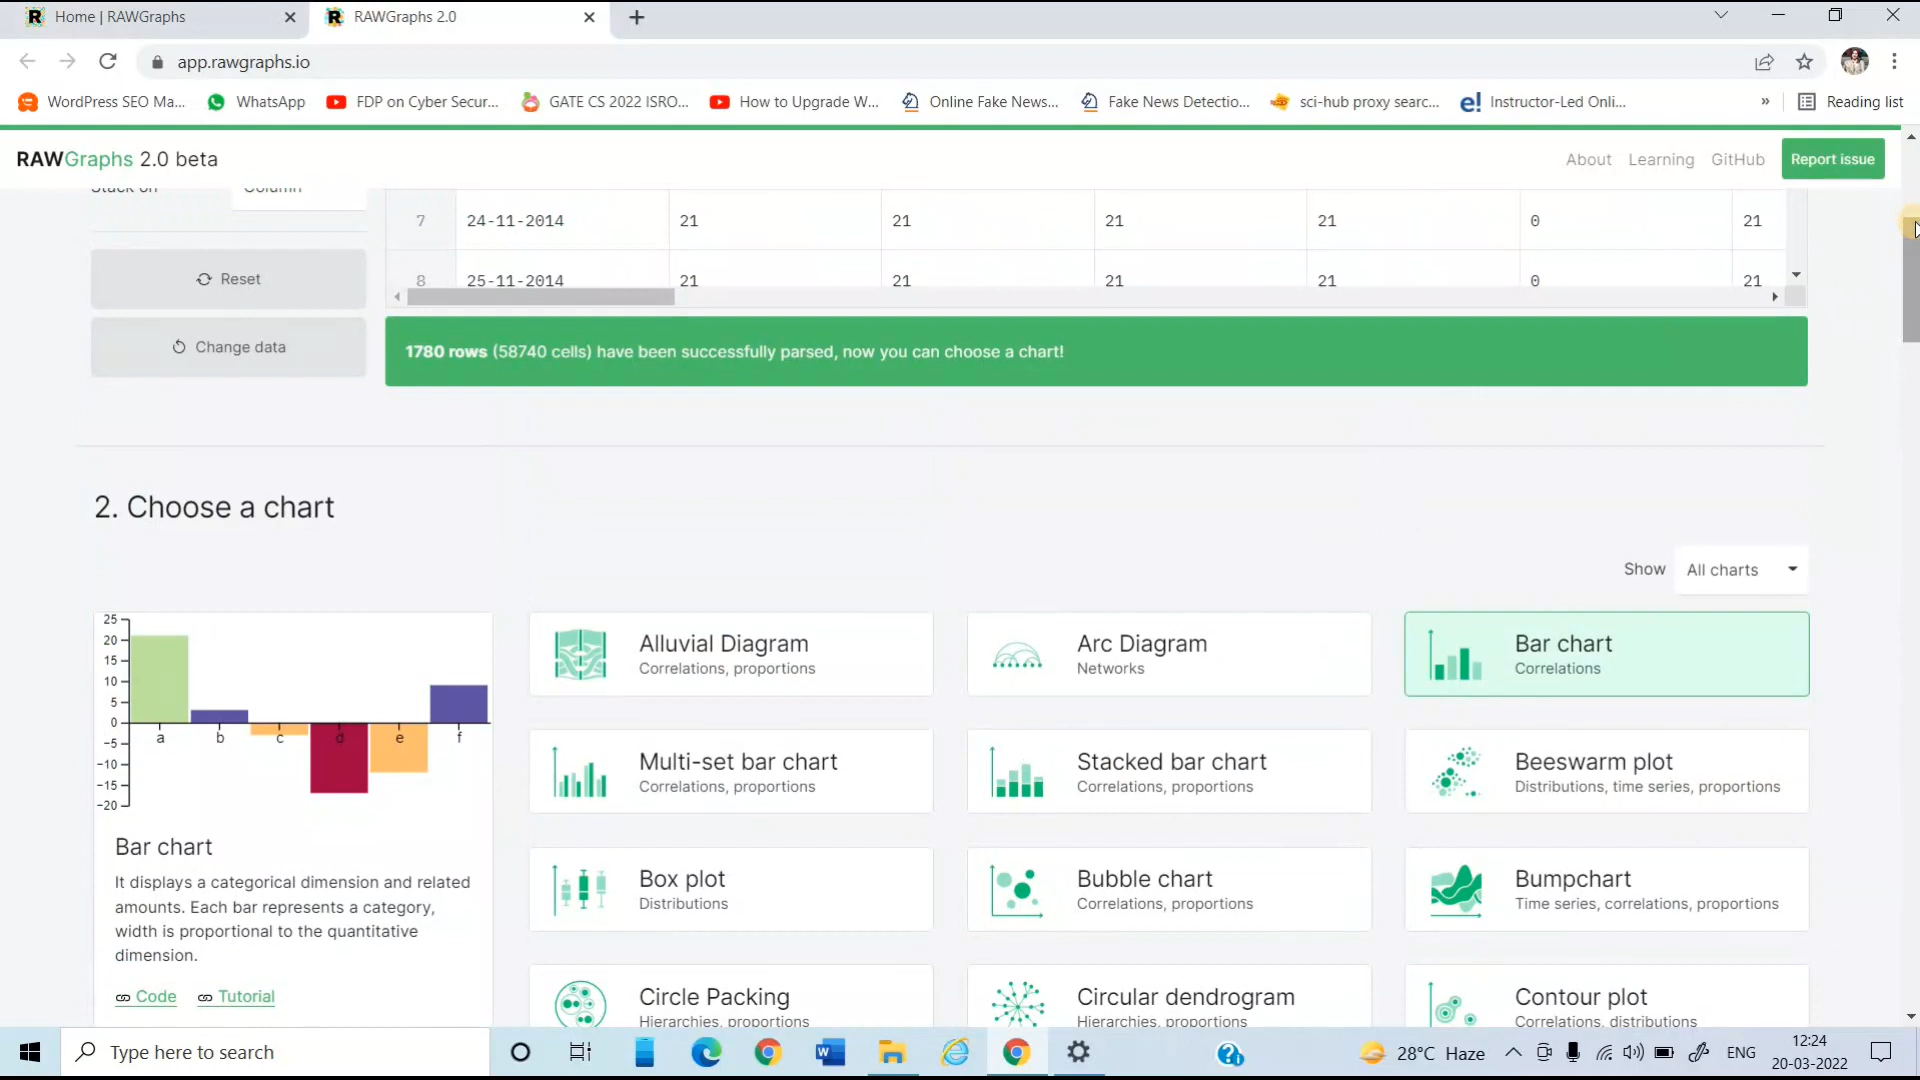 Home | RAWGraphs
RAWGraphs 2.0
app.rawgraphs.io
WordPress SEO Ma...
WhatsApp
FDP on Cyber Secur...
GATE CS 2022 ISRO...
How to Upgrade W...
Online Fake News...
Fake News Detectio...
sci-hub proxy searc...
Instructor-Led Onli...
»
Reading list
RAWGraphs 2.0 beta
About
Learning
GitHub
Report issue
Stack on
Column
7 24-11-2014 21 21 21 21 0 21
8 25-11-2014 21 21 21 21 0 21
Reset
Change data
1780 rows (58740 cells) have been successfully parsed, now you can choose a chart!
2. Choose a chart
Show
All charts
25
20
15
10
5
0
−5
−10
−15
−20
a b c d e f
Bar chart
It displays a categorical dimension and related
amounts. Each bar represents a category,
width is proportional to the quantitative
dimension.
Code
Tutorial
Alluvial Diagram
Correlations, proportions
Arc Diagram
Networks
Bar chart
Correlations
Multi-set bar chart
Correlations, proportions
Stacked bar chart
Correlations, proportions
Beeswarm plot
Distributions, time series, proportions
Box plot
Distributions
Bubble chart
Correlations, proportions
Bumpchart
Time series, correlations, proportions
Circle Packing
Hierarchies, proportions
Circular dendrogram
Hierarchies, proportions
Contour plot
Correlations, distributions
Type here to search
28°C Haze
ENG
12:24
20-03-2022